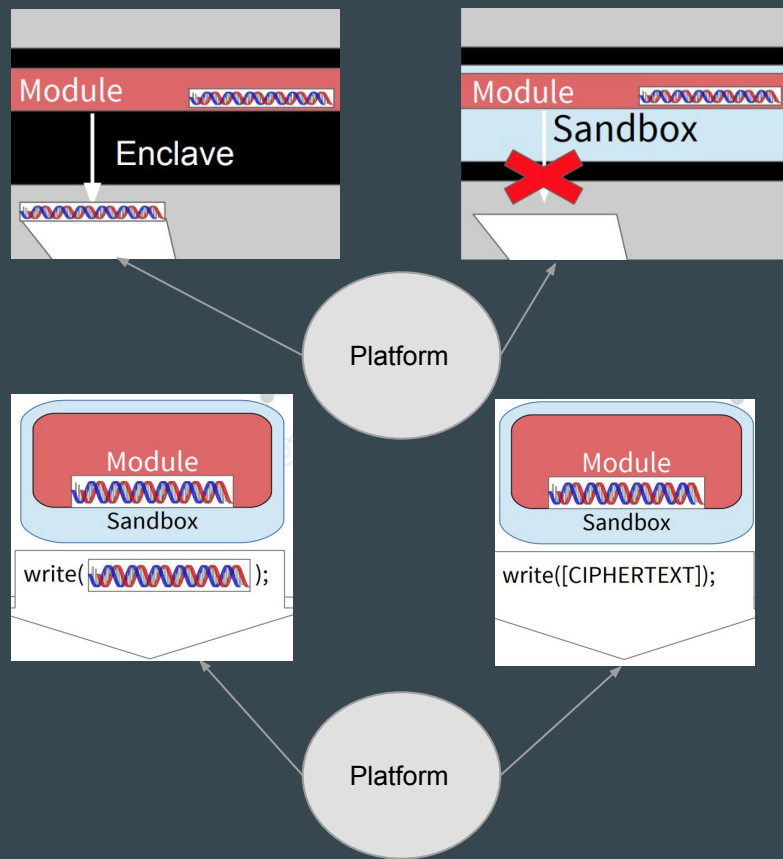 Module
Enclave
Module
Sandbox
Platform
Module
Sandbox
write( );
Module
Sandbox
write([CIPHERTEXT]);
Platform